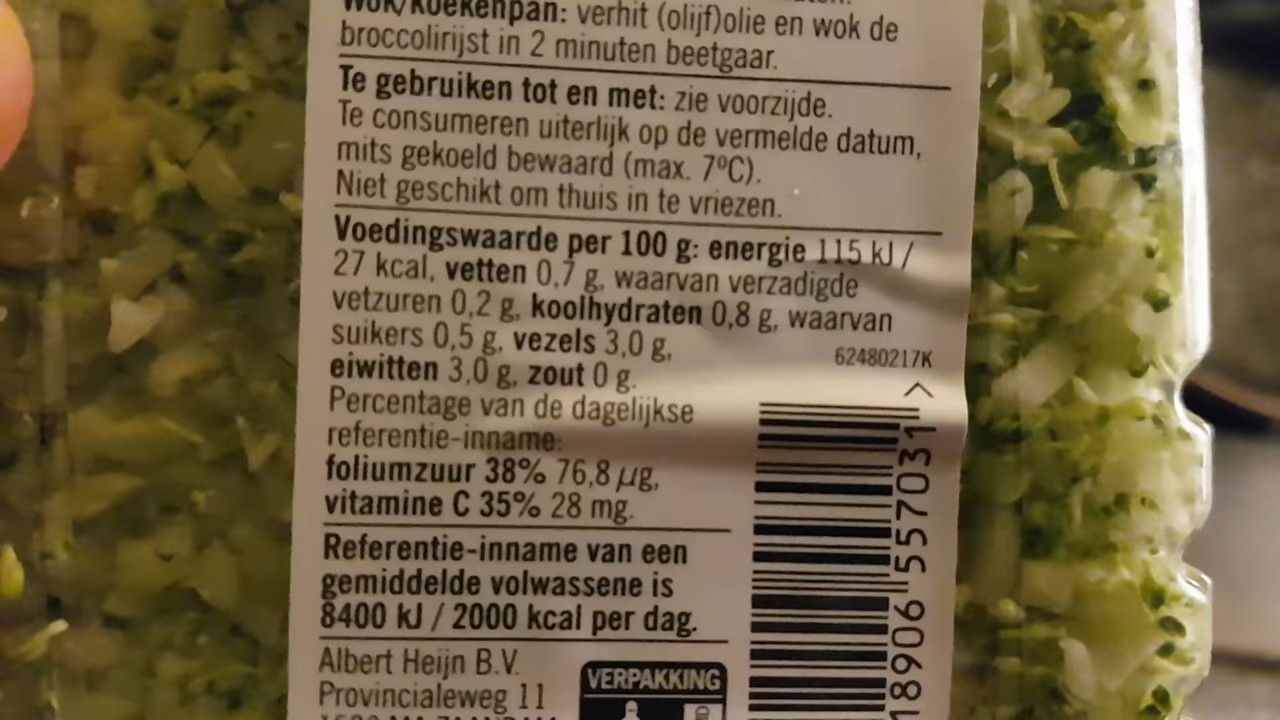 Wok/koekenpan: verhit (olijf)olie en wok de
broccolirijst in 2 minuten beetgaar.
Te gebruiken tot en met: zie voorzijde.
Te consumeren uiterlijk op de vermelde datum,
mits gekoeld bewaard (max. 7ºC).
Niet geschikt om thuis in te vriezen.
Voedingswaarde per 100 g: energie 115 kJ /
27 kcal, vetten 0,7 g, waarvan verzadigde
vetzuren 0,2 g, koolhydraten 0,8 g, waarvan
suikers 0,5 g, vezels 3,0 g,
eiwitten 3,0 g, zout 0 g.
Percentage van de dagelijkse
referentie-inname:
foliumzuur 38% 76,8 µg,
vitamine C 35% 28 mg.
62480217K
Referentie-inname van een
gemiddelde volwassene is
8400 kJ / 2000 kcal per dag.
Albert Heijn B.V.
Provincialeweg 11
VERPAKKING
18906 557031 >